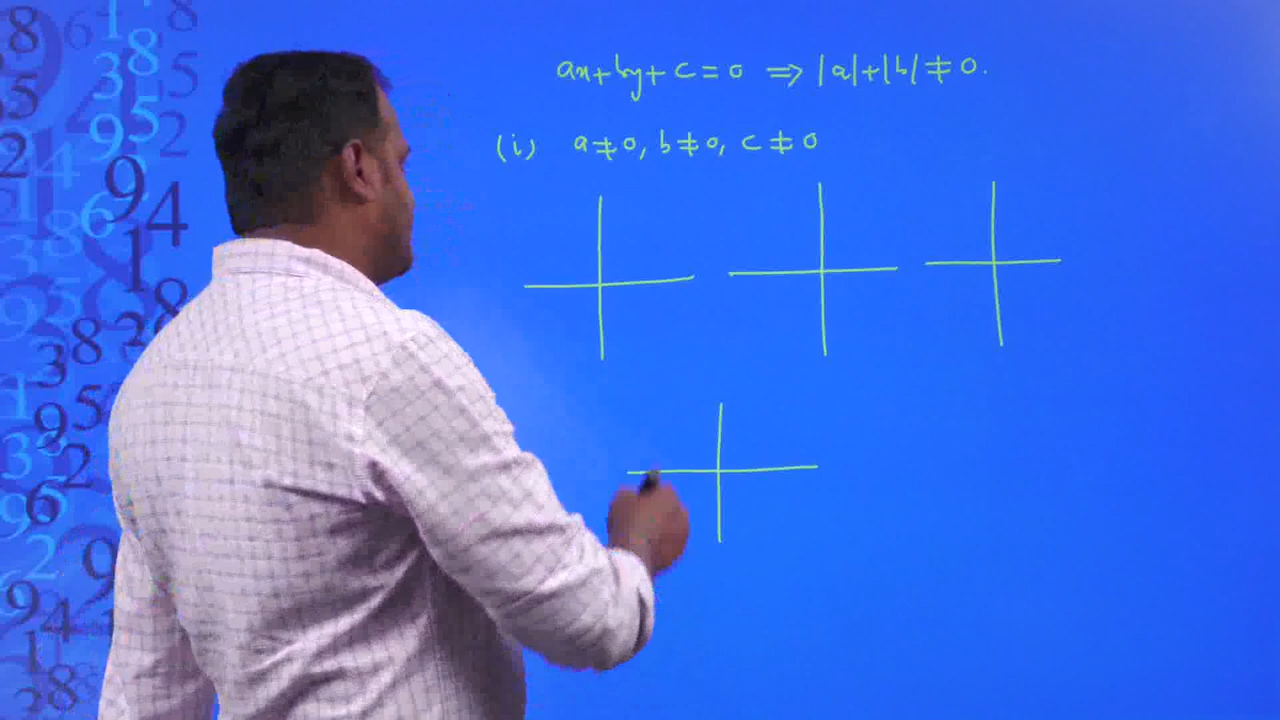 ax+by+c=0 ⇒ |a|+|b|≠0.
(i) a≠0, b≠0, c≠0